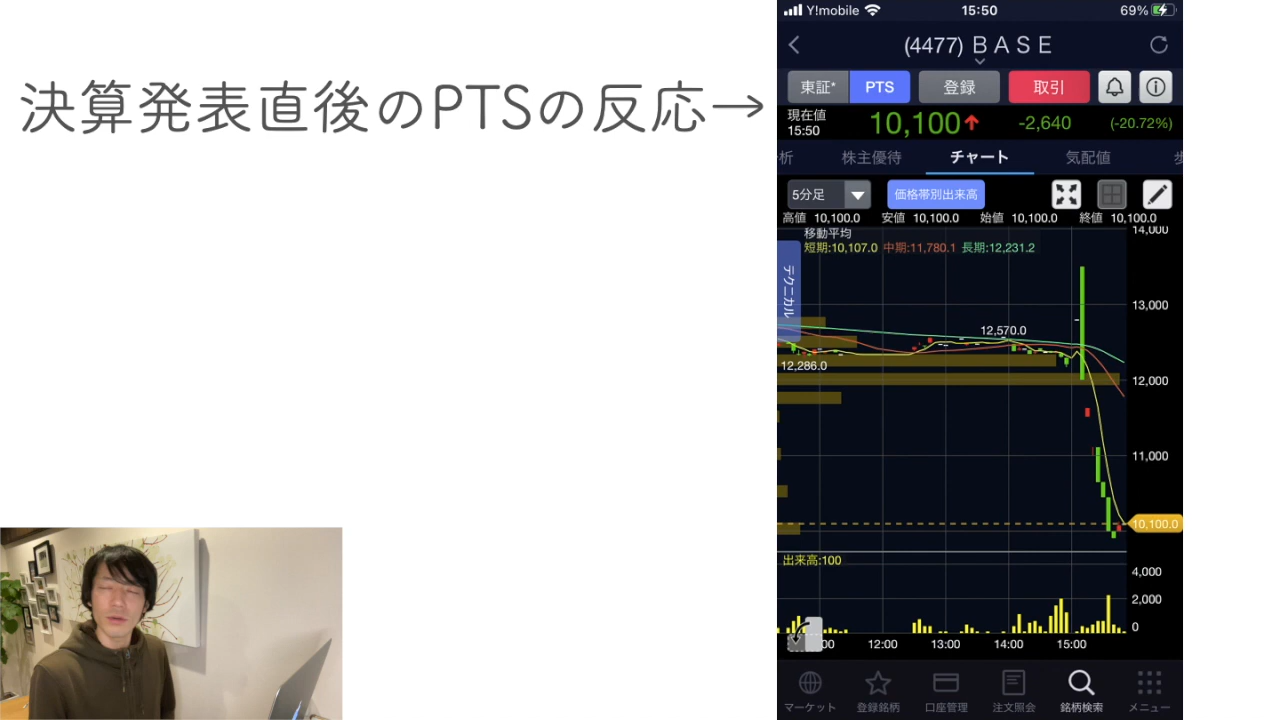 決算発表直後のPTSの反応→
Y!mobile 15:50 69%
(4477) BASE
東証* PTS 登録 取引
現在値
15:50
10,100↑ -2,640 (-20.72%)
析 株主優待 チャート 気配値 歩
5分足 価格帯別出来高
高値 10,100.0 安値 10,100.0 始値 10,100.0 終値 10,100.0
移動平均
短期:10,107.0 中期:11,780.1 長期:12,231.2
テクニカル
14,000
13,000
12,570.0
12,286.0
12,000
11,000
10,100.0
出来高:100
4,000
2,000
0
:00 12:00 13:00 14:00 15:00
マーケット 登録銘柄 口座管理 注文照会 銘柄検索 メニュー